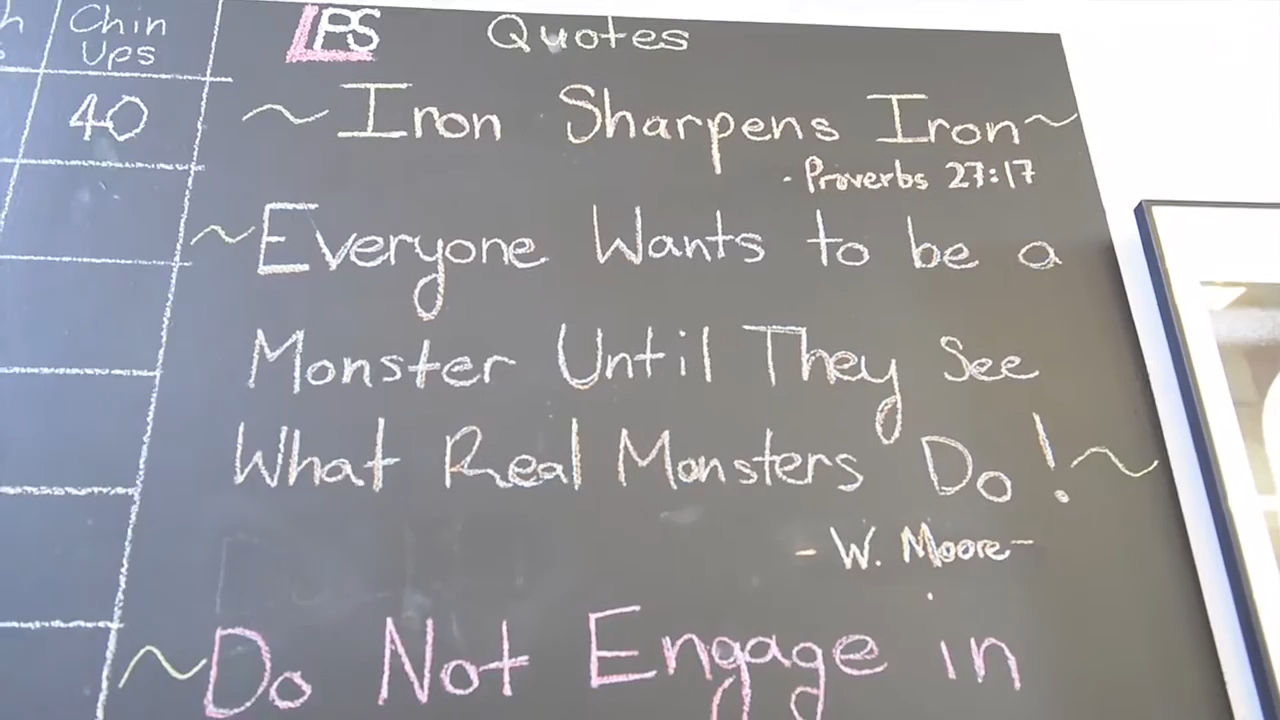 Chin
Ups
40
LPS Quotes
~Iron Sharpens Iron~
- Proverbs 27:17
~Everyone Wants to be a
Monster Until They See
What Real Monsters Do!~
- W. Moore -
~Do Not Engage in